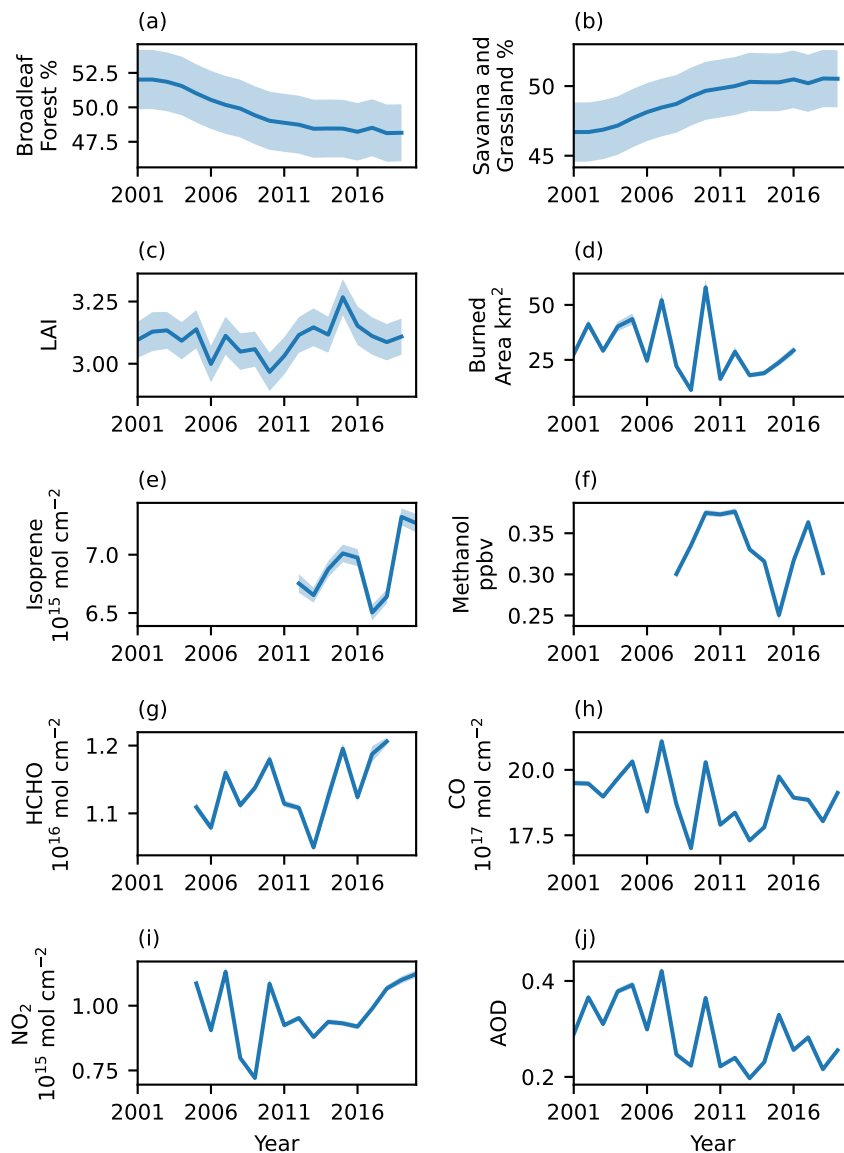 (a)
Broadleaf
Forest %
52.5
50.0
47.5
2001 2006 2011 2016
(b)
Savanna and
Grassland %
50
45
2001 2006 2011 2016
(c)
LAI
3.25
3.00
2001 2006 2011 2016
(d)
Burned
Area km²
50
25
2001 2006 2011 2016
(e)
Isoprene
10¹⁵ mol cm⁻²
7.0
6.5
2001 2006 2011 2016
(f)
Methanol
ppbv
0.35
0.30
0.25
2001 2006 2011 2016
(g)
HCHO
10¹⁶ mol cm⁻²
1.2
1.1
2001 2006 2011 2016
(h)
CO
10¹⁷ mol cm⁻²
20.0
17.5
2001 2006 2011 2016
(i)
NO₂
10¹⁵ mol cm⁻²
1.00
0.75
2001 2006 2011 2016
Year
(j)
AOD
0.4
0.2
2001 2006 2011 2016
Year